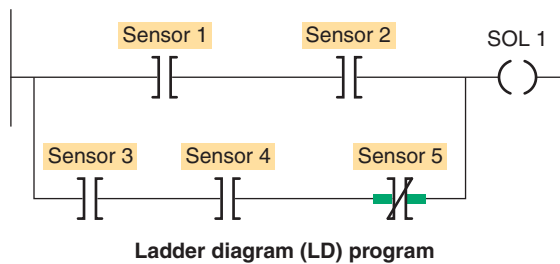 Sensor 1
Sensor 2
SOL 1
Sensor 3
Sensor 4
Sensor 5
Ladder diagram (LD) program